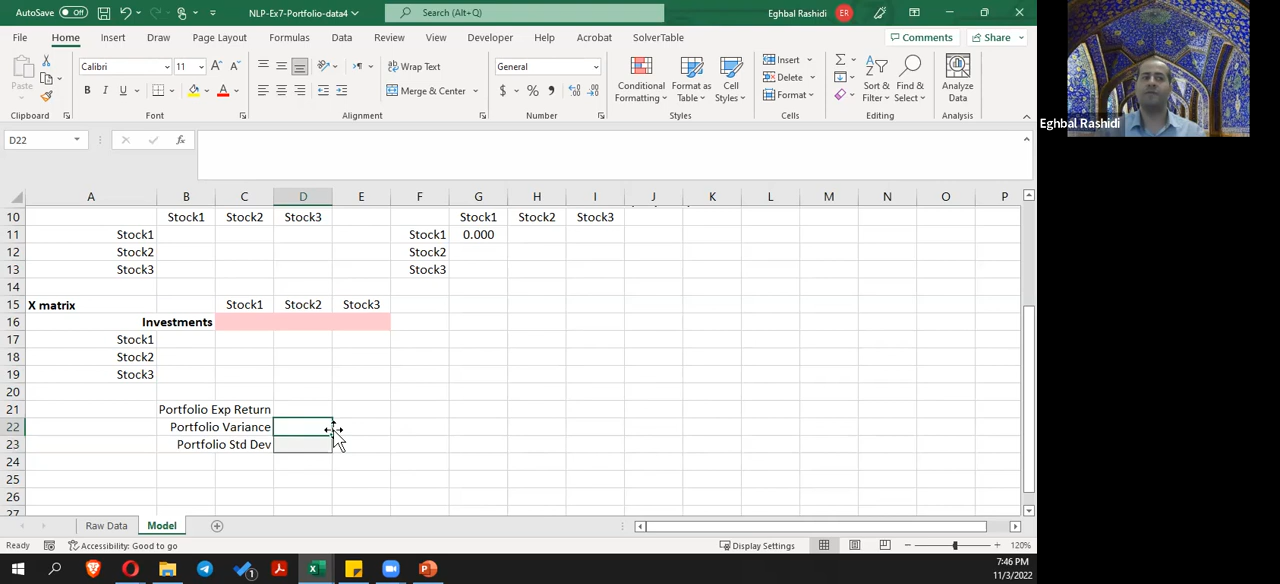 AutoSave Off NLP-Ex7-Portfolio-data4 Search (Alt+Q) Eghbal Rashidi ER
File Home Insert Draw Page Layout Formulas Data Review View Developer Help Acrobat SolverTable Comments Share
Paste Calibri 11 A A Wrap Text General Conditional Format as Cell Insert Sort & Find & Analyze
B I U A Merge & Center $ % Formatting Table Styles Delete Filter Select Data
Format
Clipboard Font Alignment Number Styles Cells Editing Analysis
Eghbal Rashidi
D22 fx
A B C D E F G H I J K L M N O P
10 Stock1 Stock2 Stock3 Stock1 Stock2 Stock3
11 Stock1 Stock1 0.000
12 Stock2 Stock2
13 Stock3 Stock3
14
15 X matrix Stock1 Stock2 Stock3
16 Investments
17 Stock1
18 Stock2
19 Stock3
20
21 Portfolio Exp Return
22 Portfolio Variance
23 Portfolio Std Dev
24
25
26
27
Raw Data Model
Ready Accessibility: Good to go Display Settings 120%
1 7:46 PM
11/3/2022